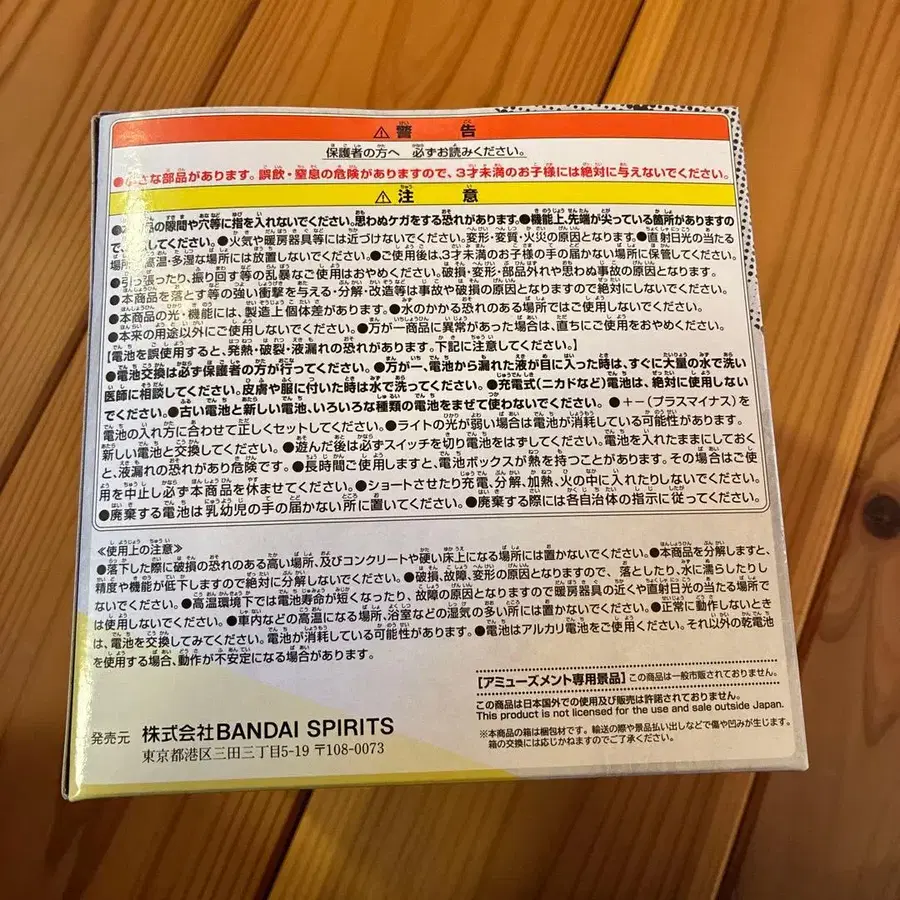 ⚠警告
保護者の方へ 必ずお読みください。
さな部品があります。誤飲・窒息の危険がありますので、3才未満のお子様には絶対に与えないでください。
⚠注意
の隙間や穴等に指を入れないでください。思わぬケガをする恐れがあります。●機能上、先端が尖っている箇所がありますの
で、 してください。●火気や暖房器具等には近づけないでください。変形・変質・火災の原因となります。●直射日光の当たる
場所、高温・多湿な場所には放置しないでください。●ご使用後は、3才未満のお子様の手の届かない場所に保管してください。
●引っ張ったり、振り回す等の乱暴なご使用はおやめください。破損・変形・部品外れや思わぬ事故の原因となります。
●本商品を落とす等の強い衝撃を与える・分解・改造等は事故や破損の原因となりますので絶対にしないでください。
●本商品の光・機能には、製造上個体差があります。●水のかかる恐れのある場所ではご使用しないでください。
●本来の用途以外にご使用しないでください。●万が一商品に異常があった場合は、直ちにご使用をおやめください。
【電池を誤使用すると、発熱・破裂・液漏れの恐れがあります。下記に注意してください。】
●電池交換は必ず保護者の方が行ってください。●万が一、電池から漏れた液が目に入った時は、すぐに大量の水で洗い
医師に相談してください。皮膚や服に付いた時は水で洗ってください。●充電式(ニカドなど)電池は、絶対に使用しない
でください。●古い電池と新しい電池、いろいろな種類の電池をまぜて使わないでください。●+−(プラスマイナス)を
電池の入れ方に合わせて正しくセットしてください。●ライトの光が弱い場合は電池が消耗している可能性があります。
新しい電池と交換してください。●遊んだ後は必ずスイッチを切り電池をはずしてください。電池を入れたままにしておく
と、液漏れの恐れがあり危険です。●長時間ご使用しますと、電池ボックスが熱を持つことがあります。その場合はご使
用を中止し必ず本商品を休ませてください。●ショートさせたり充電、分解、加熱、火の中に入れたりしないでください。
●廃棄する電池は乳幼児の手の届かない所に置いてください。●廃棄する際には各自治体の指示に従ってください。
≪使用上の注意≫
●落下した際に破損の恐れのある高い場所、及びコンクリートや硬い床上になる場所には置かないでください。●本商品を分解しますと、
精度や機能が低下しますので絶対に分解しないでください。●破損、故障、変形の原因となりますので、落としたり、水に濡らしたりし
ないでください。●高温環境下では電池寿命が短くなったり、故障の原因となりますので暖房器具の近くや直射日光の当たる場所で
は使用しないでください。●車内などの高温になる場所、浴室などの湿気の多い所には置かないでください。●正常に動作しないとき
は、電池を交換してみてください。電池が消耗している可能性があります。●電池はアルカリ電池をご使用ください。それ以外の乾電池
を使用する場合、動作が不安定になる場合があります。
【アミューズメント専用景品】この商品は一般市販されておりません。
この商品は日本国外での使用及び販売は許諾されておりません。
This product is not licensed for the use and sale outside Japan.
※本商品の箱は梱包材です。輸送の際や景品払い出しなどで傷や凹みが生じます。
箱の交換には応じかねますのでご了承ください。
発売元 株式会社BANDAI SPIRITS
東京都港区三田三丁目5-19 〒108-0073